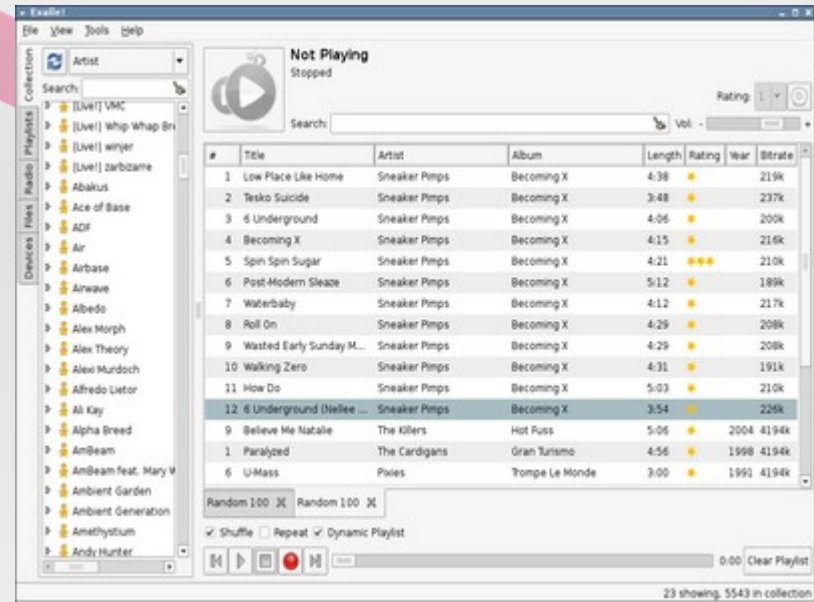 Exaile!
File View Tools Help
Collection
Playlists
Radio
Files
Devices
Artist
Search:
[Live!] VMC
[Live!] Whip Whap Bri
[Live!] winjer
[Live!] zarbizarre
Abakus
Ace of Base
ADF
Air
Airbase
Airwave
Albedo
Alex Morph
Alex Theory
Alexi Murdoch
Alfredo Lietor
Ali Kay
Alpha Breed
AmBeam
AmBeam feat. Mary W
Ambient Garden
Ambient Generation
Amethystium
Andy Hunter
Not Playing
Stopped
Rating: 1
Search: Vol: - +
# Title Artist Album Length Rating Year Bitrate
1 Low Place Like Home Sneaker Pimps Becoming X 4:38 219k
2 Tesko Suicide Sneaker Pimps Becoming X 3:48 237k
3 6 Underground Sneaker Pimps Becoming X 4:06 200k
4 Becoming X Sneaker Pimps Becoming X 4:15 216k
5 Spin Spin Sugar Sneaker Pimps Becoming X 4:21 210k
6 Post-Modern Sleaze Sneaker Pimps Becoming X 5:12 189k
7 Waterbaby Sneaker Pimps Becoming X 4:12 217k
8 Roll On Sneaker Pimps Becoming X 4:29 208k
9 Wasted Early Sunday M... Sneaker Pimps Becoming X 4:29 208k
10 Walking Zero Sneaker Pimps Becoming X 4:31 191k
11 How Do Sneaker Pimps Becoming X 5:03 210k
12 6 Underground (Nellee ... Sneaker Pimps Becoming X 3:54 226k
9 Believe Me Natalie The Killers Hot Fuss 5:06 2004 4194k
1 Paralyzed The Cardigans Gran Turismo 4:56 1998 4194k
6 U-Mass Pixies Trompe Le Monde 3:00 1991 4194k
Random 100 Random 100
Shuffle Repeat Dynamic Playlist
0:00 Clear Playlist
23 showing, 5543 in collection